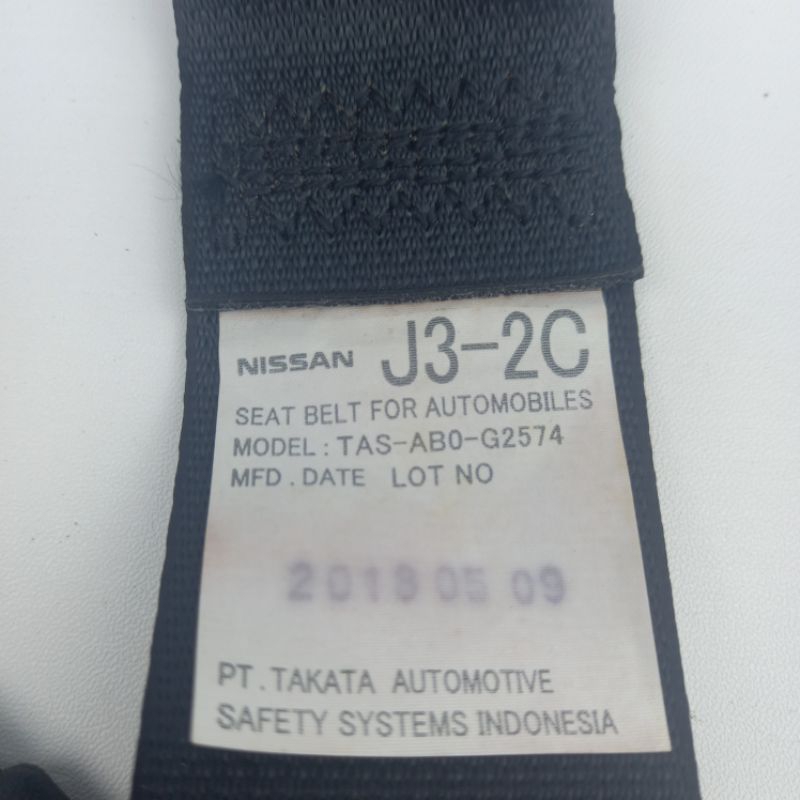 NISSAN J3-2C
SEAT BELT FOR AUTOMOBILES
MODEL : TAS-AB0-G2574
MFD . DATE LOT NO
2018 05 09
PT. TAKATA AUTOMOTIVE
SAFETY SYSTEMS INDONESIA